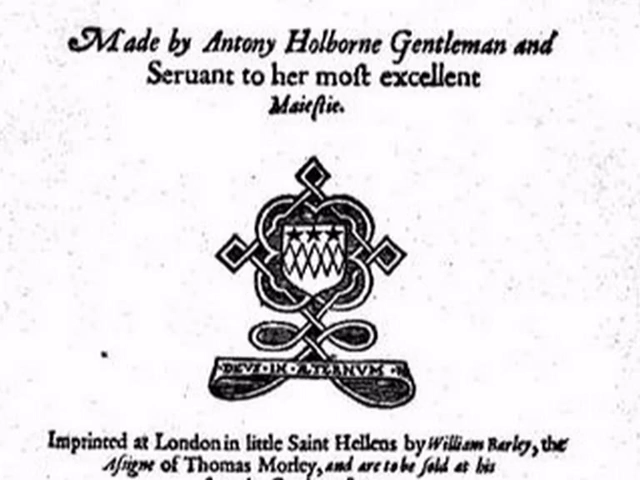 Made by Antony Holborne Gentleman and
Seruant to her moſt excellent
Maieſtie.
DEVS·IN·ÆTERNVM
Imprinted at London in little Saint Hellens by William Barley, the
Aſsigne of Thomas Morley, and are to be ſold at his